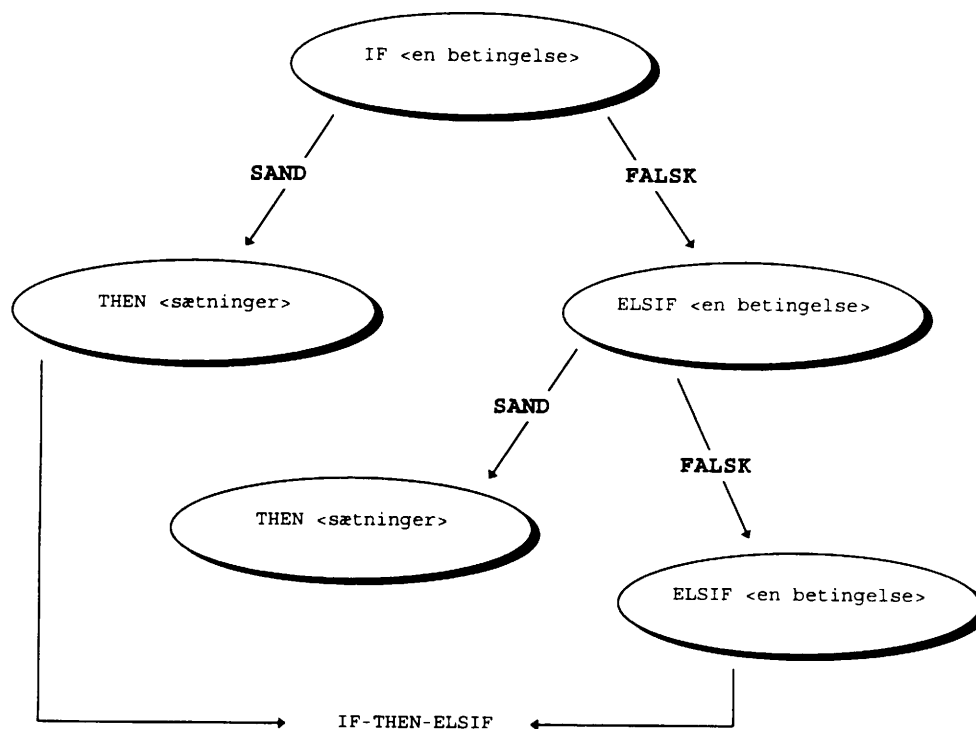 IF <en betingelse>
SAND
FALSK
THEN <sætninger>
ELSIF <en betingelse>
SAND
FALSK
THEN <sætninger>
ELSIF <en betingelse>
IF-THEN-ELSIF